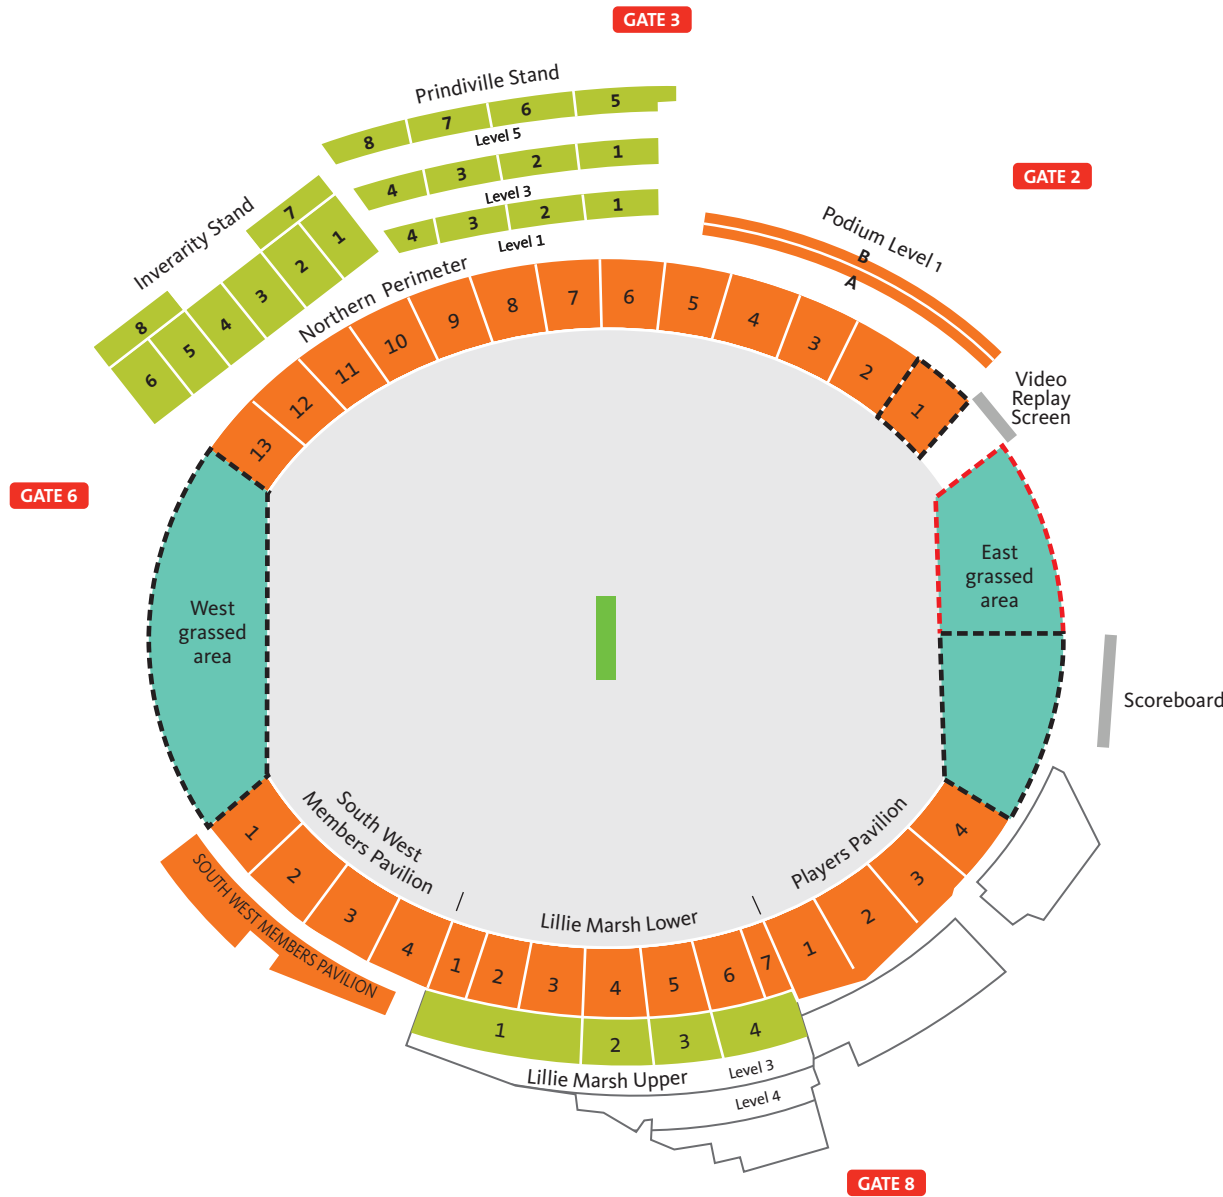 GATE 3
Prindiville Stand
8 7 6 5
Level 5
4 3 2 1
Level 3
4 3 2 1
Level 1
GATE 2
Inverarity Stand
7
1 2 3 4 5 6
8
Podium Level 1
B
A
Northern Perimeter
13 12 11 10 9 8 7 6 5 4 3 2 1
Video
Replay
Screen
GATE 6
West
grassed
area
East
grassed
area
Scoreboard
South West
Members Pavilion
1 2 3 4
SOUTH WEST MEMBERS PAVILION
Lillie Marsh Lower
1 2 3 4 5 6 7
Players Pavilion
1 2 3 4
1 2 3 4
Lillie Marsh Upper
Level 3
Level 4
GATE 8